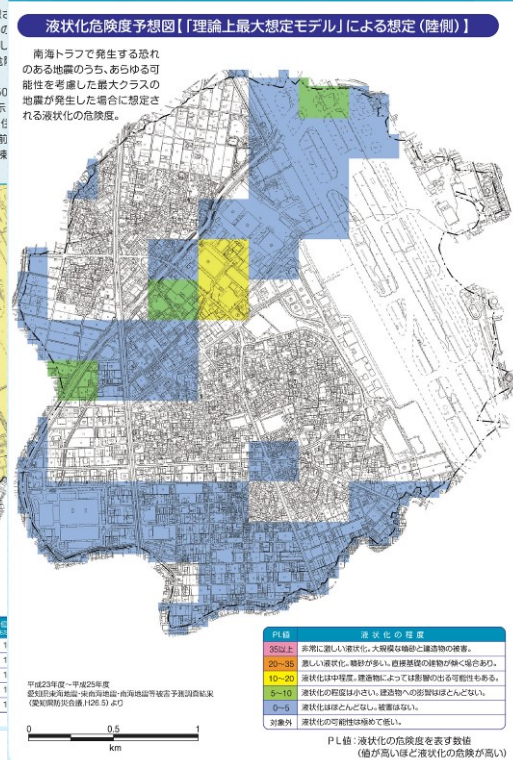 液状化危険度予想図【「理論上最大想定モデル」による想定（陸側）】
南海トラフで発生する恐れ
のある地震のうち、あらゆる可
能性を考慮した最大クラスの
地震が発生した場合に想定さ
れる液状化の危険度。
PL値 液状化の程度
35以上 非常に激しい液状化。大規模な噴砂と建造物の被害。
20～35 激しい液状化。噴砂が多い。直接基礎の建物が傾く場合あり。
10～20 液状化は中程度。建造物によっては影響の出る可能性もある。
5～10 液状化の程度は小さい。建造物への影響はほとんどない。
0～5 液状化はほとんどなし。被害はない。
対象外 液状化の可能性は極めて低い。
平成23年度～平成25年度
愛知県東海地震・東南海地震・南海地震等被害予測調査結果
（愛知県防災会議、H26.5）より
0 0.5 1
km
PL値：液状化の危険度を表す数値
（値が高いほど液状化の危険が高い）